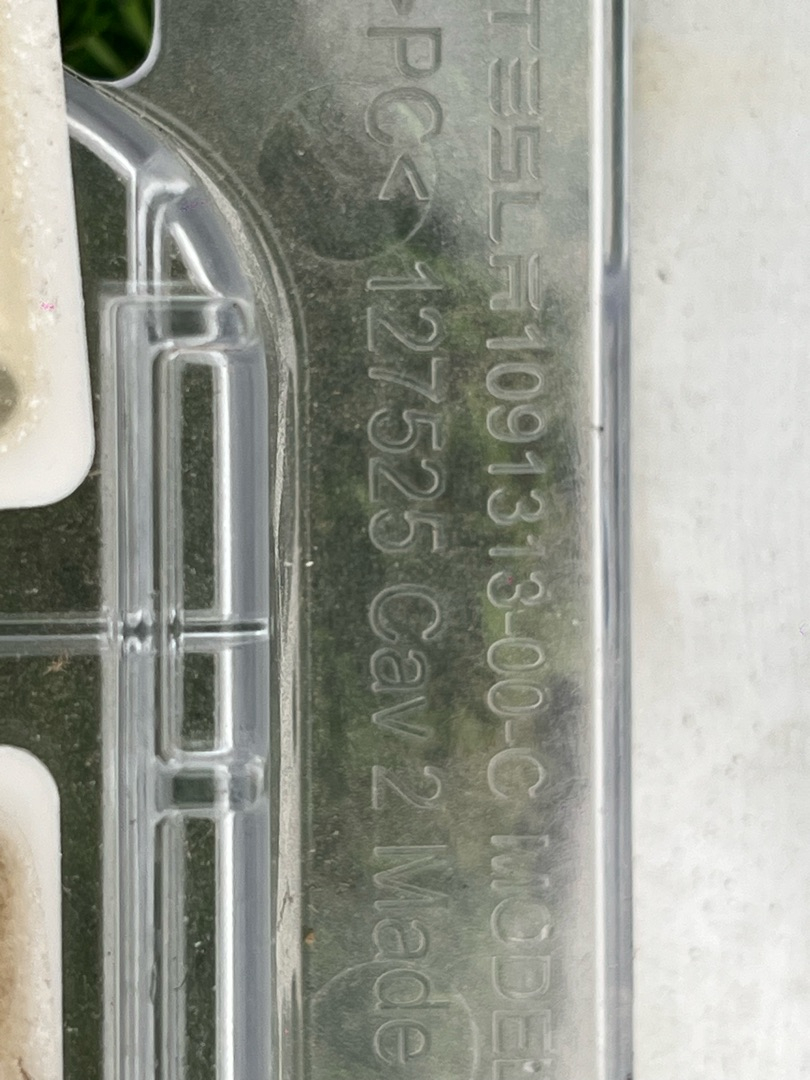 TESLA 1091313-00-C MODEL
>PC< 127525 Cav 2 Made